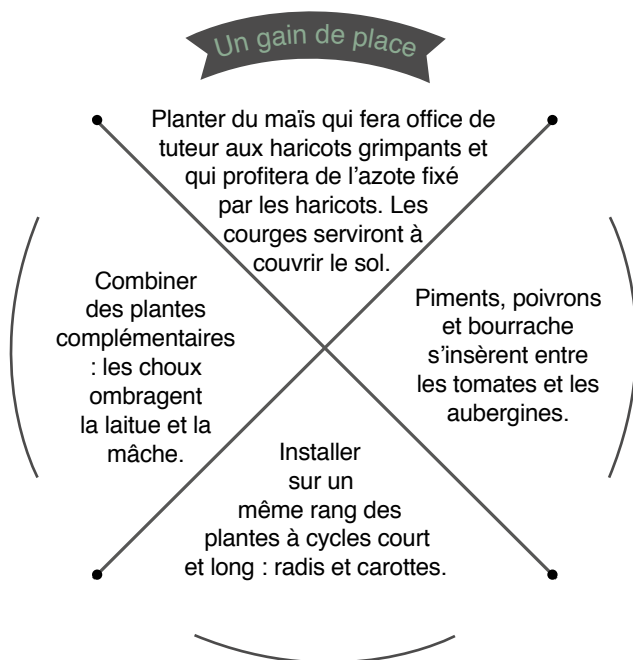 Un gain de place
Planter du maïs qui fera office de
tuteur aux haricots grimpants et
qui profitera de l’azote fixé
par les haricots. Les
courges serviront à
couvrir le sol.
Combiner
des plantes
complémentaires
: les choux
ombragent
la laitue et la
mâche.
Piments, poivrons
et bourrache
s’insèrent entre
les tomates et les
aubergines.
Installer
sur un
même rang des
plantes à cycles court
et long : radis et carottes.